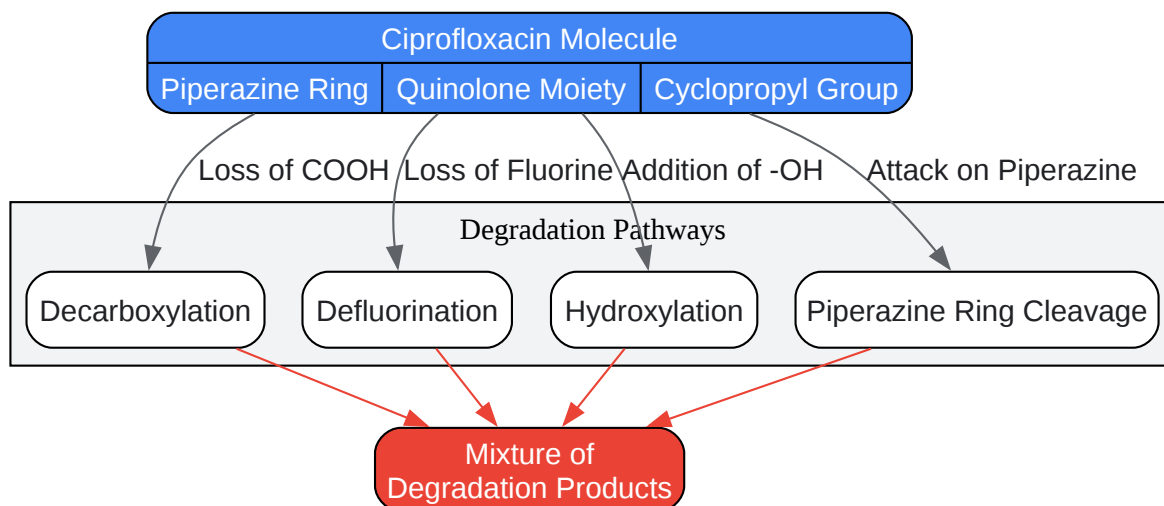 Ciprofloxacin Molecule
Piperazine Ring
Quinolone Moiety
Cyclopropyl Group
Loss of COOH
Loss of Fluorine
Addition of -OH
Attack on Piperazine
Degradation Pathways
Decarboxylation
Defluorination
Hydroxylation
Piperazine Ring Cleavage
Mixture of
Degradation Products